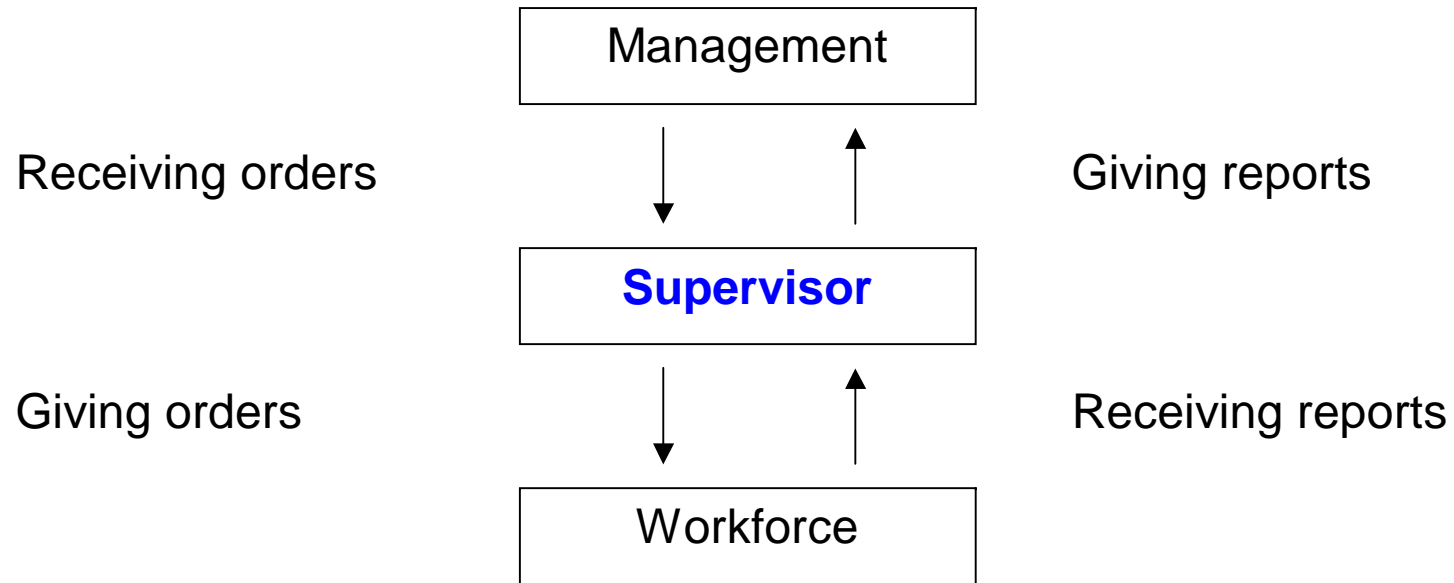 Management
Receiving orders
Giving reports
Supervisor
Giving orders
Receiving reports
Workforce